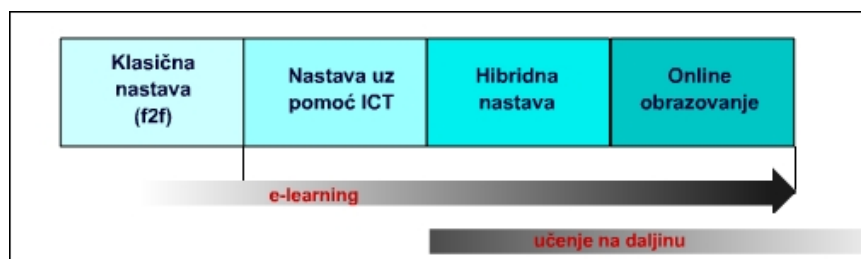 Klasična
nastava
(f2f)
Nastava uz
pomoć ICT
Hibridna
nastava
Online
obrazovanje
e-learning
učenje na daljinu